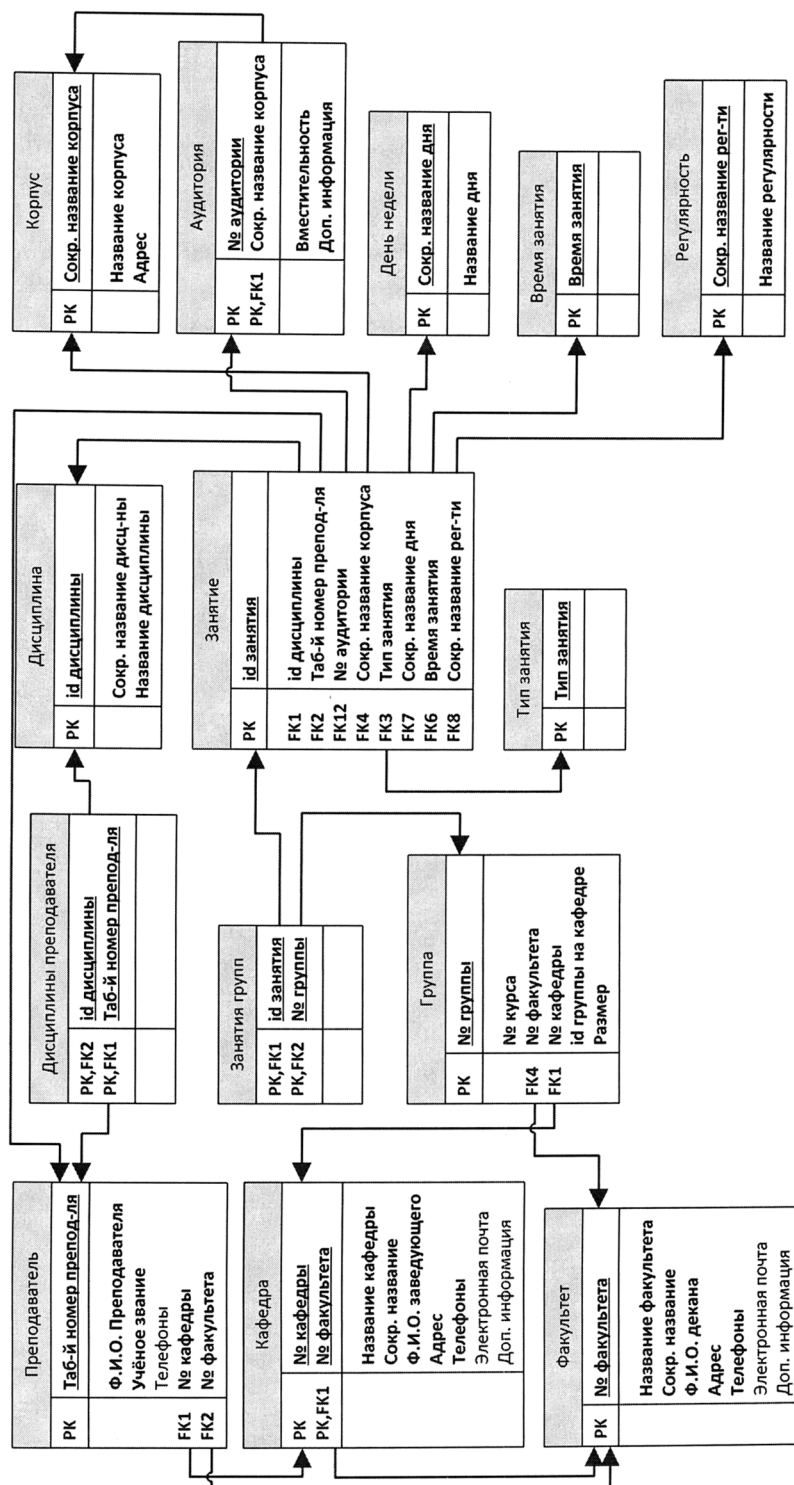 Преподаватель
PK Таб-й номер препод-ля
Ф.И.О. Преподавателя
Учёное звание
Телефоны
FK1 № кафедры
FK2 № факультета
Дисциплины преподавателя
PK,FK2 id дисциплины
PK,FK1 Таб-й номер препод-ля
Дисциплина
PK id дисциплины
Сокр. название дисц-ны
Название дисциплины
Корпус
PK Сокр. название корпуса
Название корпуса
Адрес
Кафедра
PK № кафедры
PK,FK1 № факультета
Название кафедры
Сокр. название
Ф.И.О. заведующего
Адрес
Телефоны
Электронная почта
Доп. информация
Занятия групп
PK,FK1 id занятия
PK,FK2 № группы
Занятие
PK id занятия
FK1 id дисциплины
FK2 Таб-й номер препод-ля
FK12 № аудитории
FK4 Сокр. название корпуса
FK3 Тип занятия
FK7 Сокр. название дня
FK6 Время занятия
FK8 Сокр. название рег-ти
Аудитория
PK № аудитории
PK,FK1 Сокр. название корпуса
Вместительность
Доп. информация
День недели
PK Сокр. название дня
Название дня
Факультет
PK № факультета
Название факультета
Сокр. название
Ф.И.О. декана
Адрес
Телефоны
Электронная почта
Доп. информация
Группа
PK № группы
№ курса
FK4 № факультета
FK1 № кафедры
id группы на кафедре
Размер
Тип занятия
PK Тип занятия
Время занятия
PK Время занятия
Регулярность
PK Сокр. название рег-ти
Название регулярности